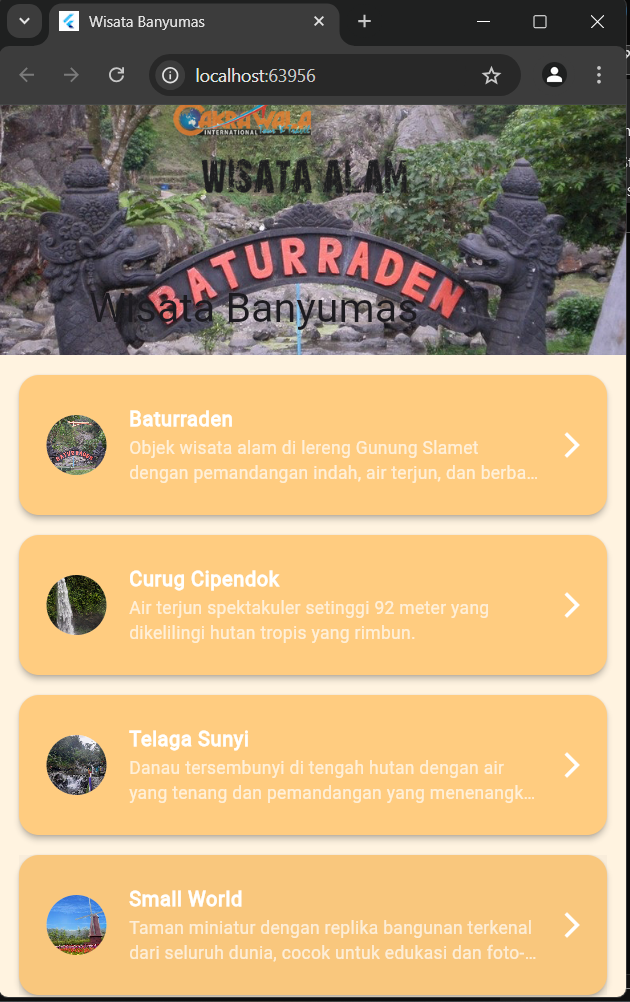 Wisata Banyumas
localhost:63956
CAKRAWALA
INTERNATIONAL
WISATA ALAM
BATURRADEN
Wisata Banyumas
Baturraden
Objek wisata alam di lereng Gunung Slamet
dengan pemandangan indah, air terjun, dan berba...
BATURRADEN
Curug Cipendok
Air terjun spektakuler setinggi 92 meter yang
dikelilingi hutan tropis yang rimbun.
Telaga Sunyi
Danau tersembunyi di tengah hutan dengan air
yang tenang dan pemandangan yang menenangk...
Small World
Taman miniatur dengan replika bangunan terkenal
dari seluruh dunia, cocok untuk edukasi dan foto-...